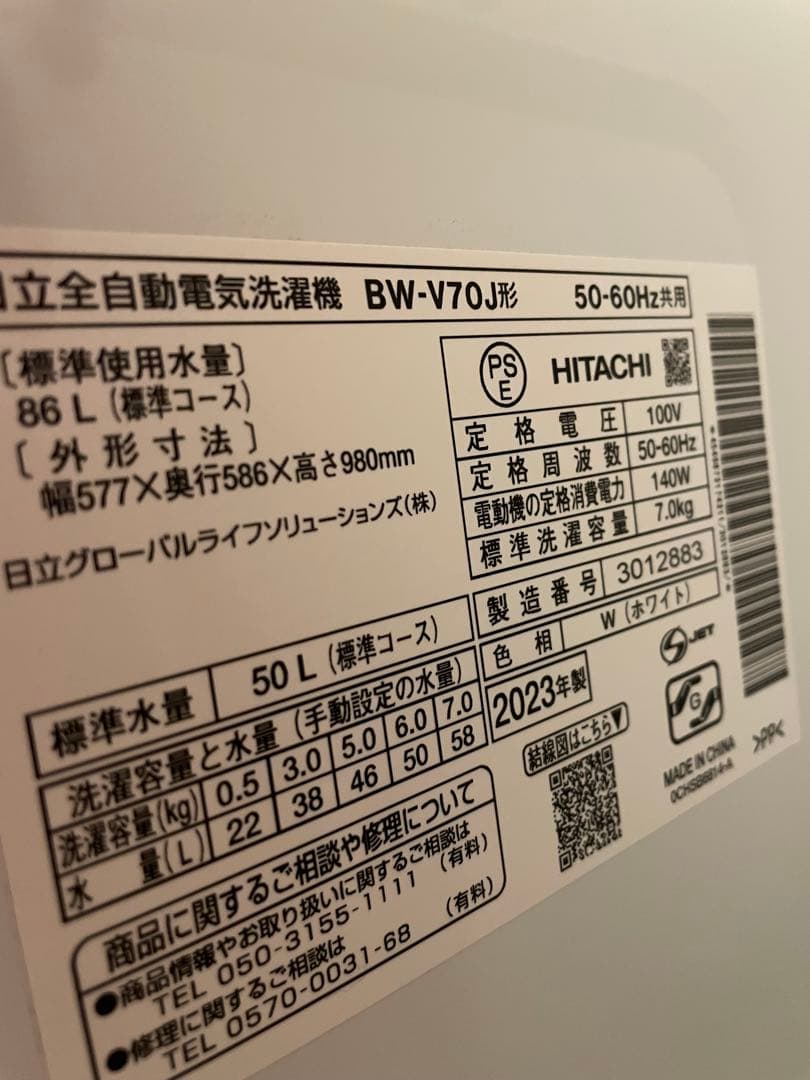 日立全自動電気洗濯機 BW-V70J形 50-60Hz共用
〔標準使用水量〕
86 L (標準コース)
〔外形寸法〕
幅577×奥行586×高さ980mm
日立グローバルライフソリューションズ(株)
PS E HITACHI
定格電圧 100V
定格周波数 50-60Hz
電動機の定格消費電力 140W
標準洗濯容量 7.0kg
製造番号 3012883
色相 W (ホワイト)
2023年製
JET
結線図はこちら▼
G
MADE IN CHINA
0CHSB6814-A
>PP<
標準水量 50 L (標準コース)
洗濯容量と水量 (手動設定の水量)
洗濯容量(kg) 0.5 3.0 5.0 6.0 7.0
水量(L) 22 38 46 50 58
商品に関するご相談や修理について
●商品情報やお取り扱いに関するご相談は
TEL 050-3155-1111 (有料)
●修理に関するご相談は
TEL 0570-0031-68 (有料)